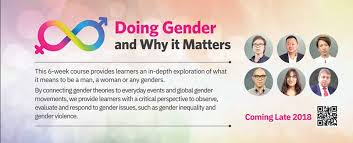 Doing Gender
and Why it Matters
This 6-week course provides learners an in-depth exploration of what
it means to be a man, a woman or any genders.
By connecting gender theories to everyday events and global gender
movements, we provide learners with a critical perspective to observe,
evaluate and respond to gender issues, such as gender inequality and
gender violence.
Coming Late 2018